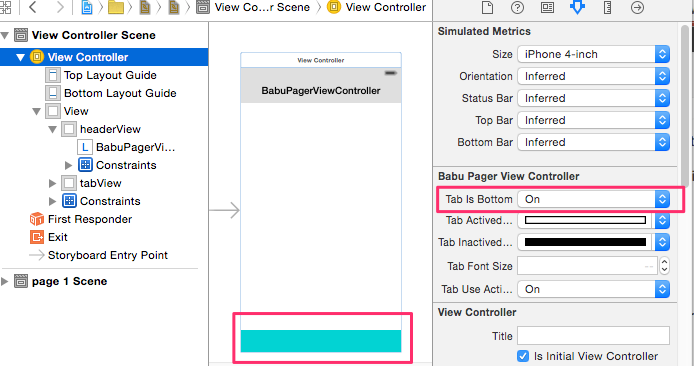 View Co...r Scene
View Controller
View Controller Scene
View Controller
Top Layout Guide
Bottom Layout Guide
View
headerView
L BabuPagerVi...
Constraints
tabView
Constraints
First Responder
Exit
Storyboard Entry Point
page 1 Scene
View Controller
BabuPagerViewController
Simulated Metrics
Size iPhone 4-inch
Orientation Inferred
Status Bar Inferred
Top Bar Inferred
Bottom Bar Inferred
Babu Pager View Controller
Tab Is Bottom On
Tab Actived...
Tab Inactived...
Tab Font Size
Tab Use Acti... On
View Controller
Title
Is Initial View Controller